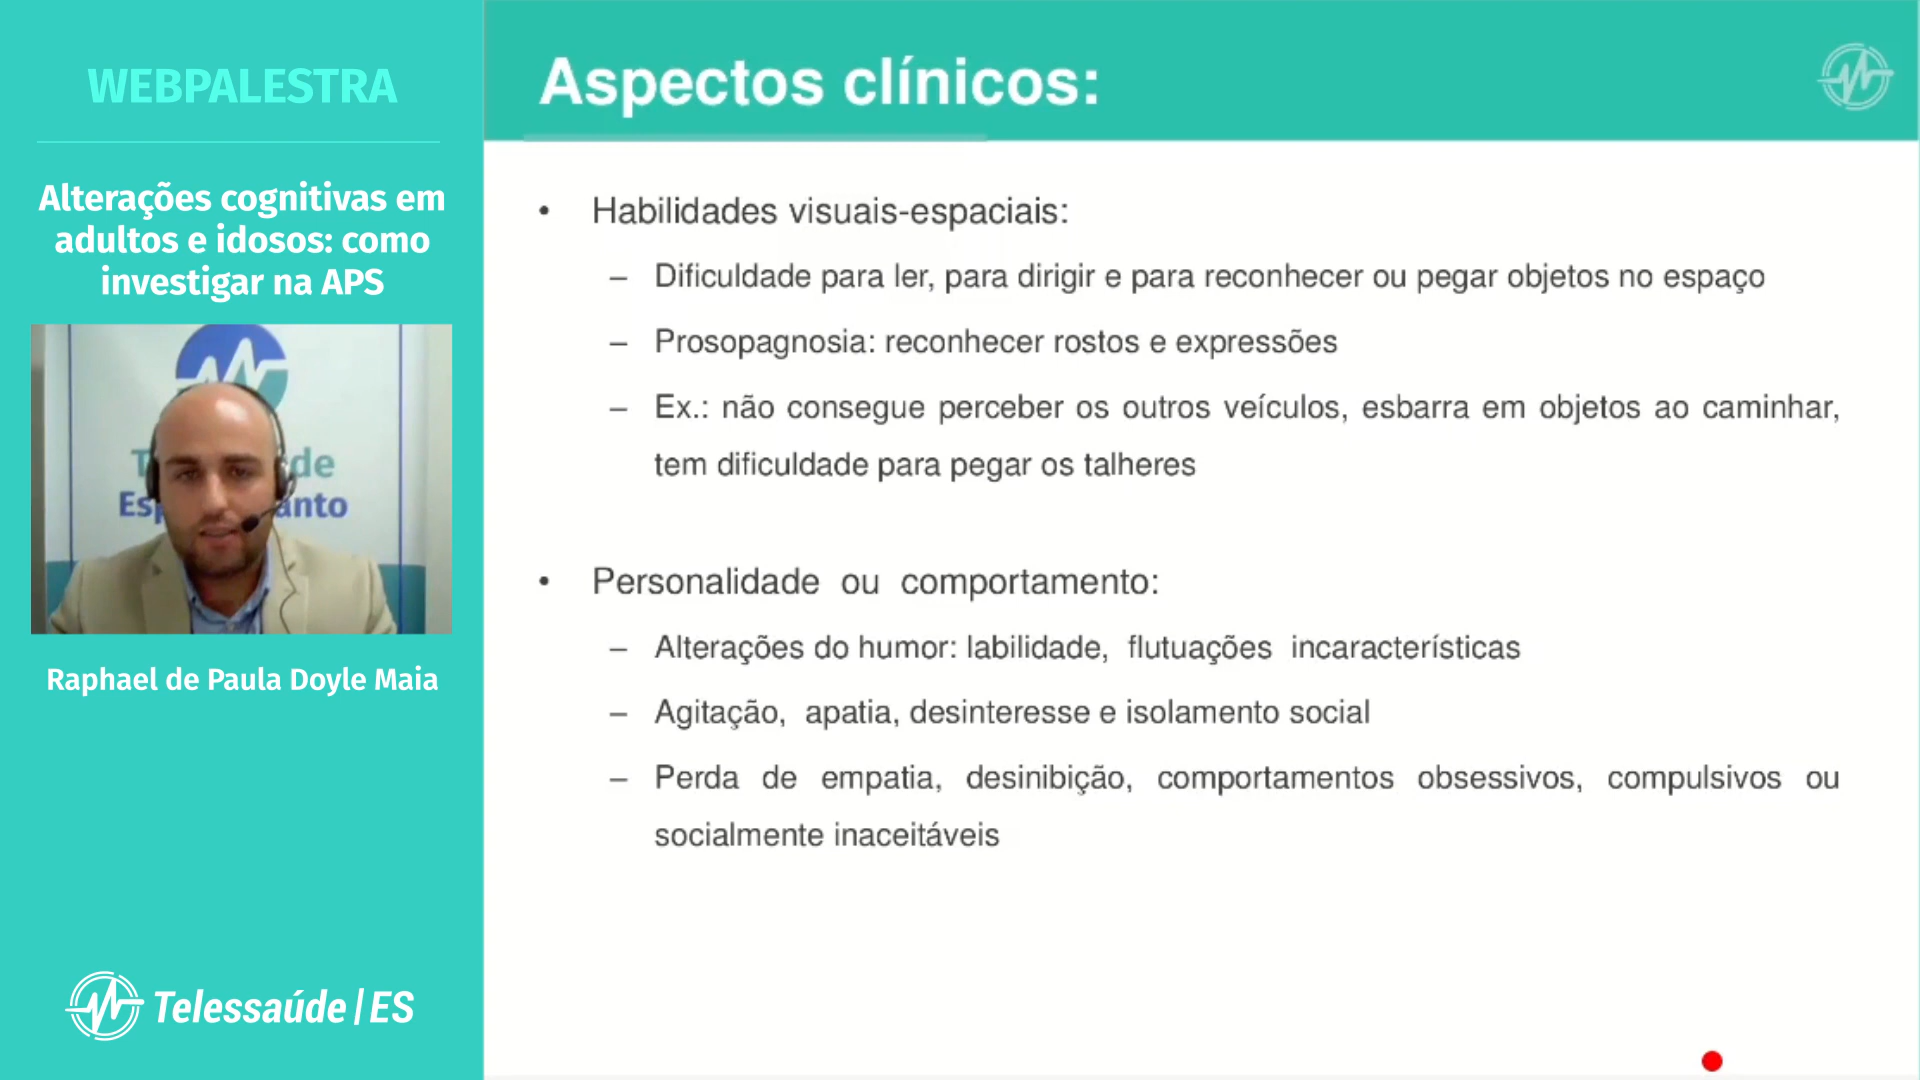 WEBPALESTRA
Alterações cognitivas em
adultos e idosos: como
investigar na APS
de
anto
Raphael de Paula Doyle Maia
Telessaúde|ES
Aspectos clínicos:
• Habilidades visuais-espaciais:
– Dificuldade para ler, para dirigir e para reconhecer ou pegar objetos no espaço
– Prosopagnosia: reconhecer rostos e expressões
– Ex.: não consegue perceber os outros veículos, esbarra em objetos ao caminhar,
tem dificuldade para pegar os talheres
• Personalidade ou comportamento:
– Alterações do humor: labilidade, flutuações incaracterísticas
– Agitação, apatia, desinteresse e isolamento social
– Perda de empatia, desinibição, comportamentos obsessivos, compulsivos ou
socialmente inaceitáveis